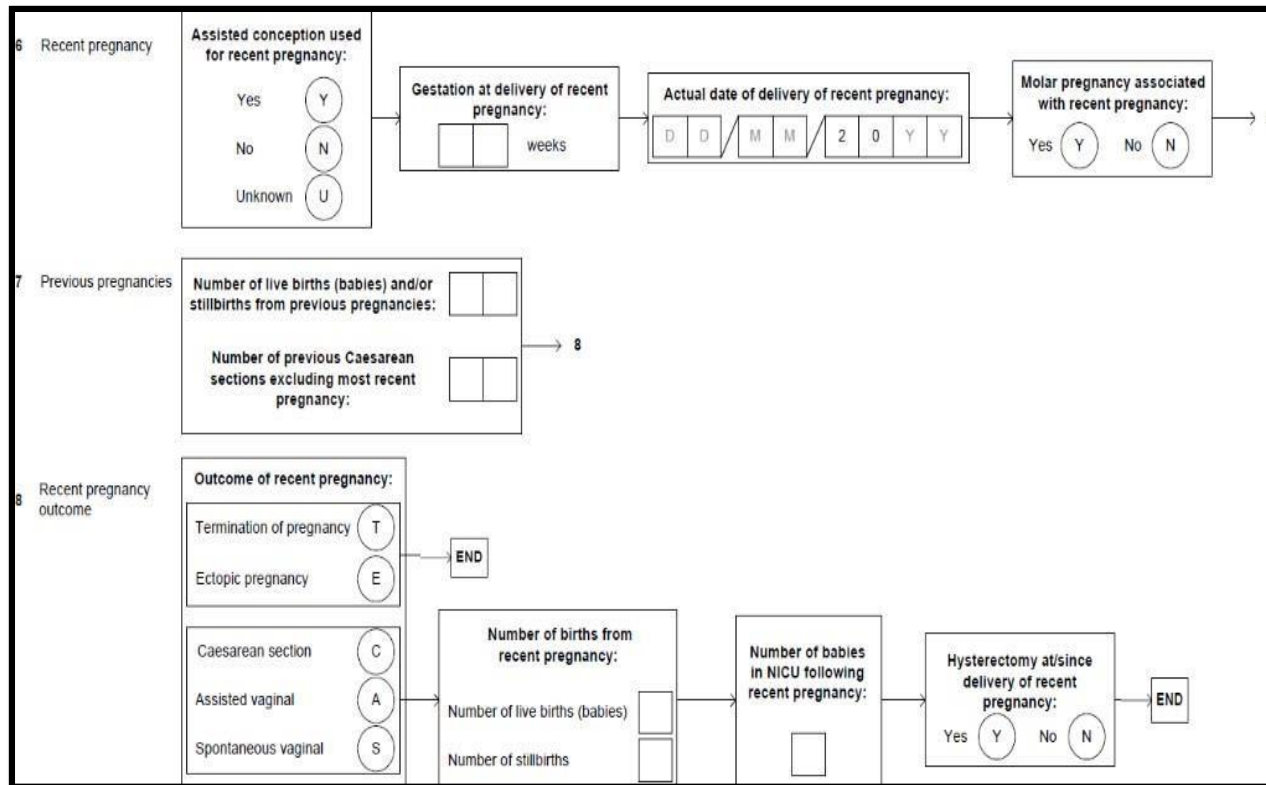 6 Recent pregnancy
Assisted conception used
for recent pregnancy:
Yes Y
No N
Unknown U
Gestation at delivery of recent
pregnancy:
weeks
Actual date of delivery of recent pregnancy:
D D / M M / 2 0 Y Y
Molar pregnancy associated
with recent pregnancy:
Yes Y No N
7 Previous pregnancies
Number of live births (babies) and/or
stillbirths from previous pregnancies:
Number of previous Caesarean
sections excluding most recent
pregnancy:
8
8 Recent pregnancy
outcome
Outcome of recent pregnancy:
Termination of pregnancy T
Ectopic pregnancy E
END
Caesarean section C
Assisted vaginal A
Spontaneous vaginal S
Number of births from
recent pregnancy:
Number of live births (babies)
Number of stillbirths
Number of babies
in NICU following
recent pregnancy:
Hysterectomy at/since
delivery of recent
pregnancy:
Yes Y No N
END